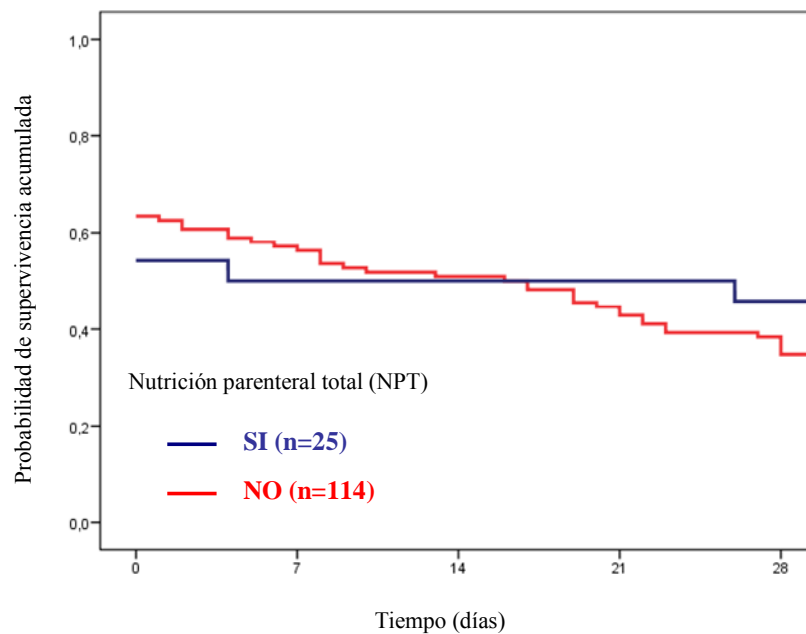 Probabilidad de supervivencia acumulada
1,0
0,8
0,6
0,4
0,2
0,0
Nutrición parenteral total (NPT)
SI (n=25)
NO (n=114)
0 7 14 21 28
Tiempo (días)